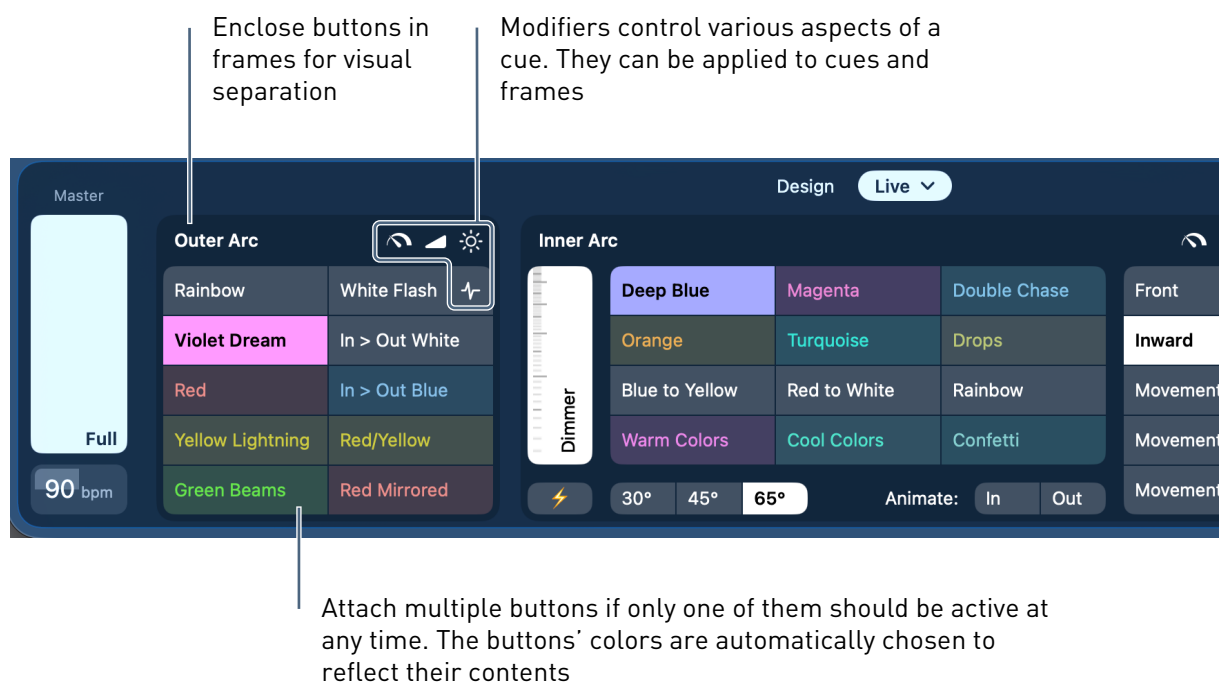 Enclose buttons in
frames for visual
separation
Modifiers control various aspects of a
cue. They can be applied to cues and
frames
Master
Full
90 bpm
Design
Live
Outer Arc
Rainbow
White Flash
Violet Dream
In > Out White
Red
In > Out Blue
Yellow Lightning
Red/Yellow
Green Beams
Red Mirrored
Inner Arc
Dimmer
Deep Blue
Magenta
Double Chase
Orange
Turquoise
Drops
Blue to Yellow
Red to White
Rainbow
Warm Colors
Cool Colors
Confetti
30° 45° 65°
Animate: In Out
Front
Inward
Movement
Movement
Movement
Attach multiple buttons if only one of them should be active at
any time. The buttons’ colors are automatically chosen to
reflect their contents